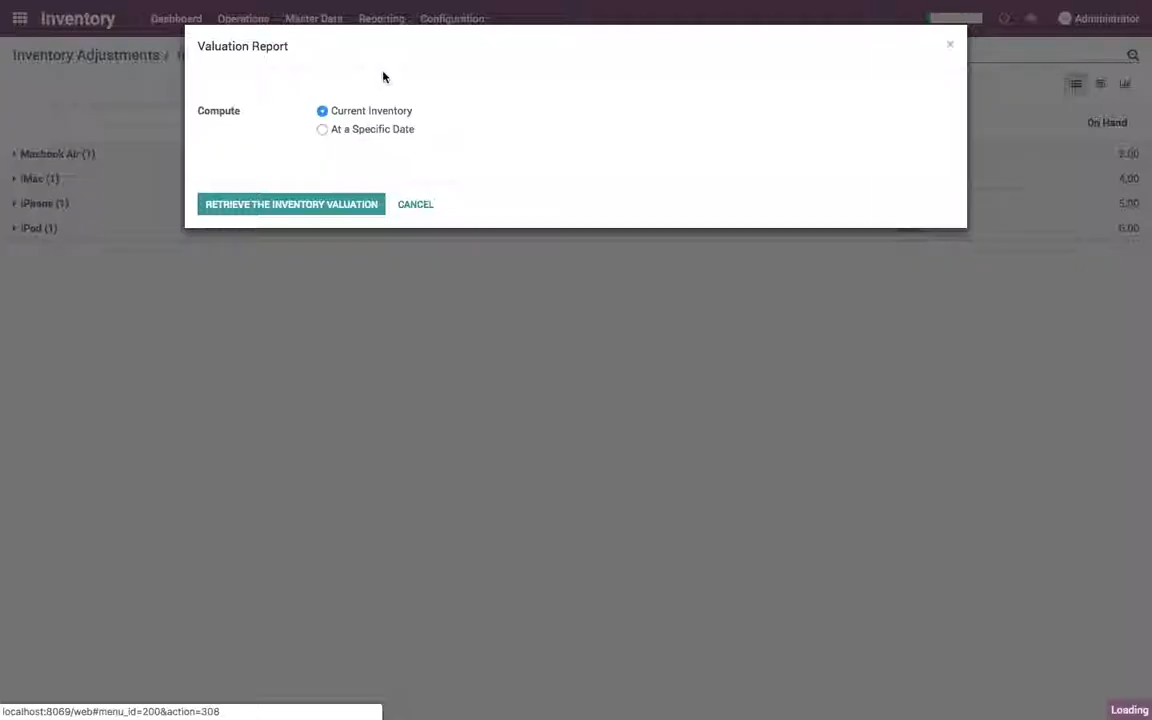 Inventory Dashboard Operations Master Data Reporting Configuration Administrator
Inventory Adjustments /
Valuation Report ×
Compute Current Inventory
At a Specific Date
RETRIEVE THE INVENTORY VALUATION CANCEL
On Hand
Macbook Air (1) 2.00
iMac (1) 4.00
iPhone (1) 5.00
iPod (1) 6.00
localhost:8069/web#menu_id=200&action=306
Loading